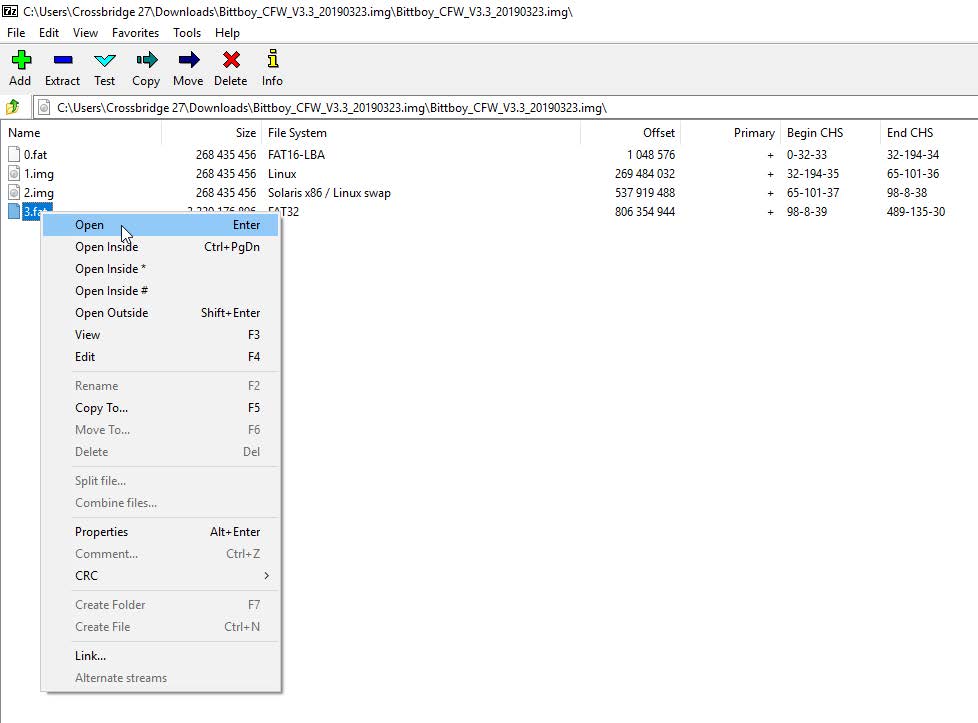 C:\Users\Crossbridge 27\Downloads\Bittboy_CFW_V3.3_20190323.img\Bittboy_CFW_V3.3_20190323.img\
File Edit View Favorites Tools Help
Add Extract Test Copy Move Delete Info
C:\Users\Crossbridge 27\Downloads\Bittboy_CFW_V3.3_20190323.img\Bittboy_CFW_V3.3_20190323.img\
Name Size File System Offset Primary Begin CHS End CHS
0.fat 268 435 456 FAT16-LBA 1 048 576 + 0-32-33 32-194-34
1.img 268 435 456 Linux 269 484 032 + 32-194-35 65-101-36
2.img 268 435 456 Solaris x86 / Linux swap 537 919 488 + 65-101-37 98-8-38
3.fat FAT32 806 354 944 + 98-8-39 489-135-30
Open Enter
Open Inside Ctrl+PgDn
Open Inside *
Open Inside #
Open Outside Shift+Enter
View F3
Edit F4
Rename F2
Copy To... F5
Move To... F6
Delete Del
Split file...
Combine files...
Properties Alt+Enter
Comment... Ctrl+Z
CRC >
Create Folder F7
Create File Ctrl+N
Link...
Alternate streams